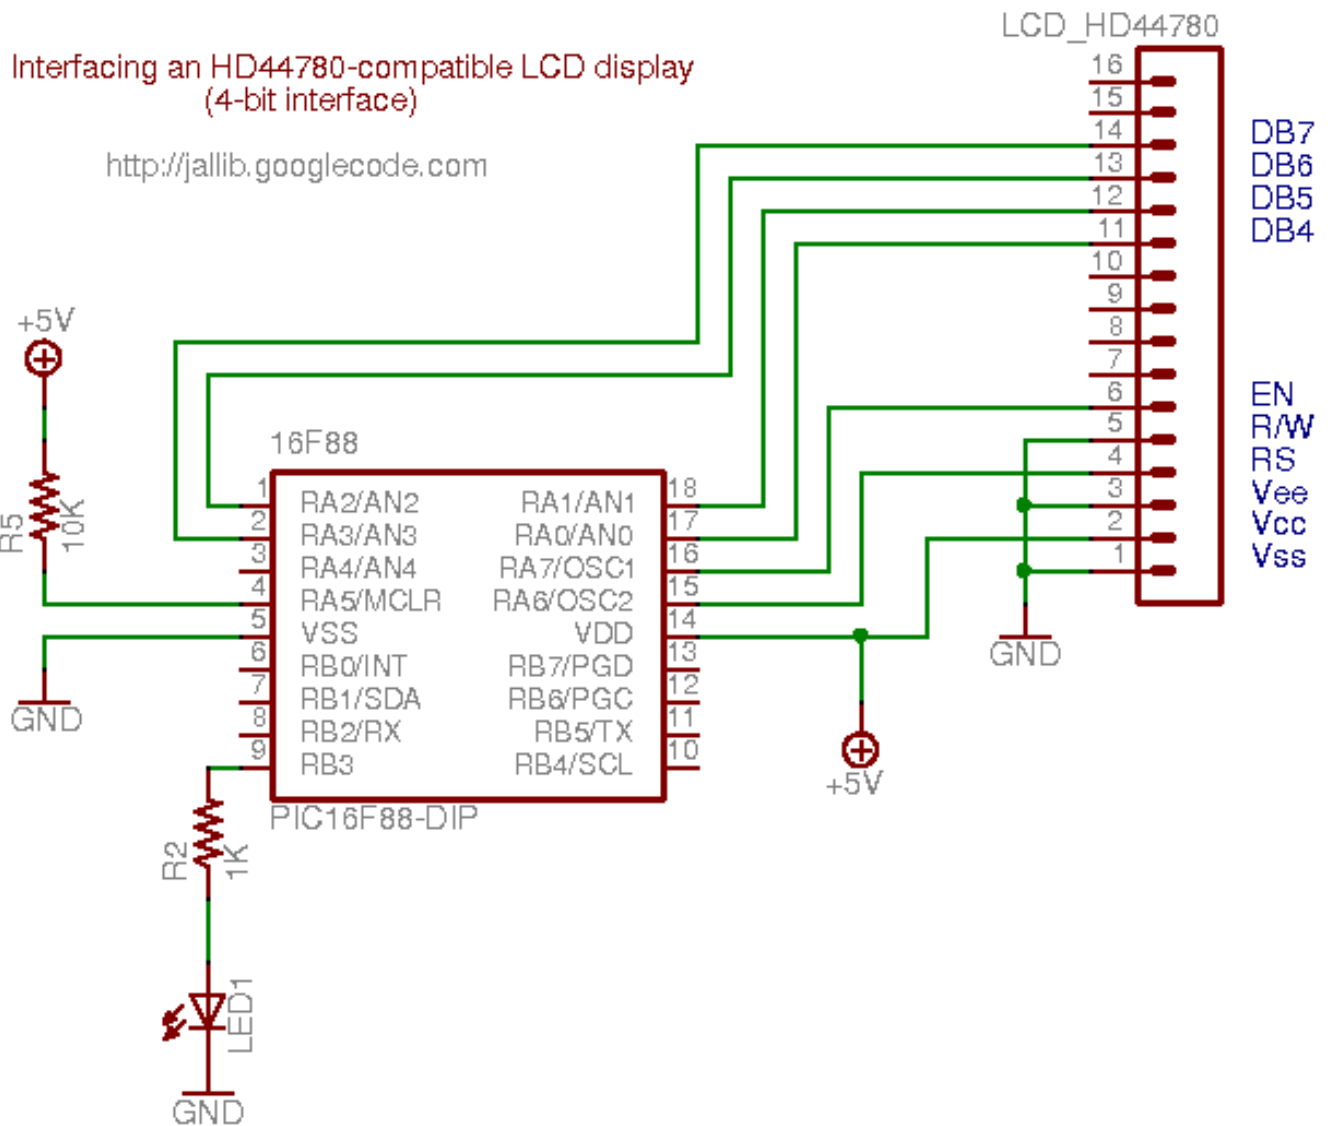 LCD_HD44780
Interfacing an HD44780-compatible LCD display
(4-bit interface)
http://jallib.googlecode.com
16
15
14 DB7
13 DB6
12 DB5
11 DB4
10
9
8
7
6 EN
5 R/W
4 RS
3 Vee
2 Vcc
1 Vss
GND
+5V
R5
10K
GND
16F88
1 RA2/AN2 RA1/AN1 18
2 RA3/AN3 RA0/AN0 17
3 RA4/AN4 RA7/OSC1 16
4 RA5/MCLR RA6/OSC2 15
5 VSS VDD 14
6 RB0/INT RB7/PGD 13
7 RB1/SDA RB6/PGC 12
8 RB2/RX RB5/TX 11
9 RB3 RB4/SCL 10
PIC16F88-DIP
+5V
R2
1K
LED1
GND